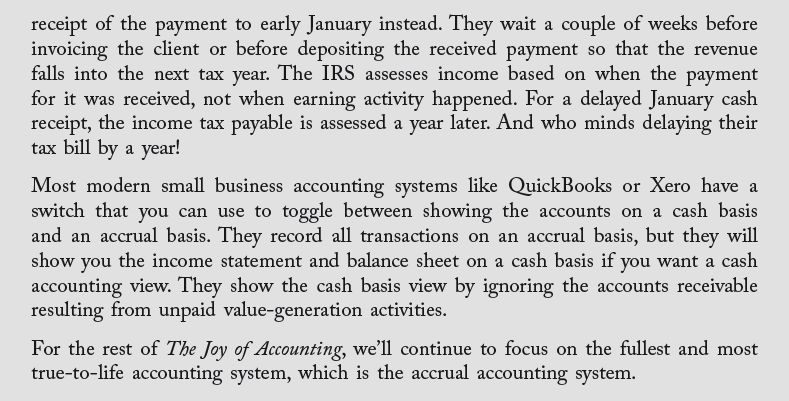 receipt of the payment to early January instead. They wait a couple of weeks before
invoicing the client or before depositing the received payment so that the revenue
falls into the next tax year. The IRS assesses income based on when the payment
for it was received, not when earning activity happened. For a delayed January cash
receipt, the income tax payable is assessed a year later. And who minds delaying their
tax bill by a year!
Most modern small business accounting systems like QuickBooks or Xero have a
switch that you can use to toggle between showing the accounts on a cash basis
and an accrual basis. They record all transactions on an accrual basis, but they will
show you the income statement and balance sheet on a cash basis if you want a cash
accounting view. They show the cash basis view by ignoring the accounts receivable
resulting from unpaid value-generation activities.
For the rest of The Joy of Accounting, we’ll continue to focus on the fullest and most
true-to-life accounting system, which is the accrual accounting system.